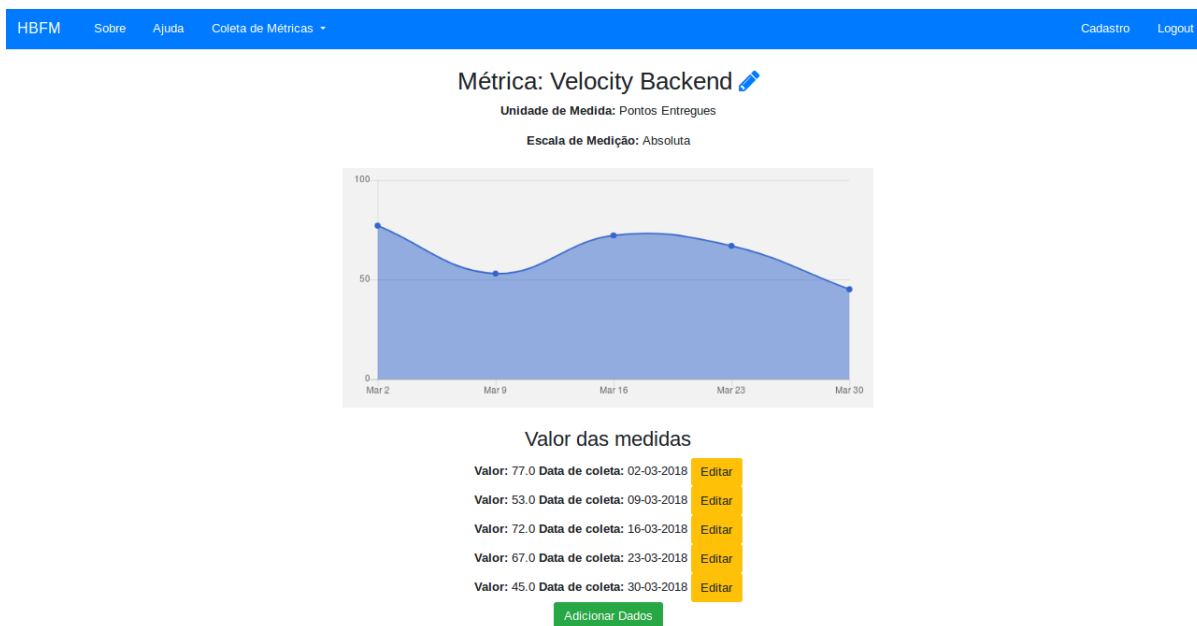 HBFM Sobre Ajuda Coleta de Métricas Cadastro Logout
Métrica: Velocity Backend
Unidade de Medida: Pontos Entregues
Escala de Medição: Absoluta
100
50
0
Mar 2 Mar 9 Mar 16 Mar 23 Mar 30
Valor das medidas
Valor: 77.0 Data de coleta: 02-03-2018 Editar
Valor: 53.0 Data de coleta: 09-03-2018 Editar
Valor: 72.0 Data de coleta: 16-03-2018 Editar
Valor: 67.0 Data de coleta: 23-03-2018 Editar
Valor: 45.0 Data de coleta: 30-03-2018 Editar
Adicionar Dados